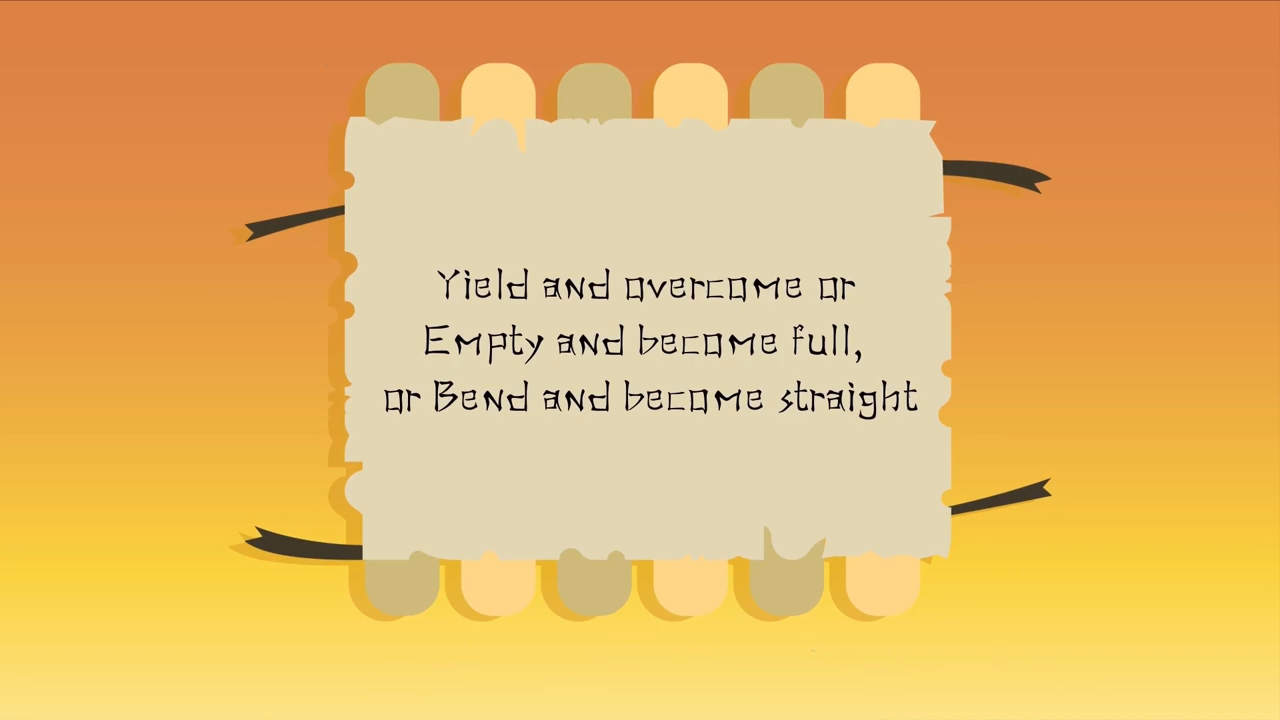 Yield and overcome or
Empty and become full,
or Bend and become straight